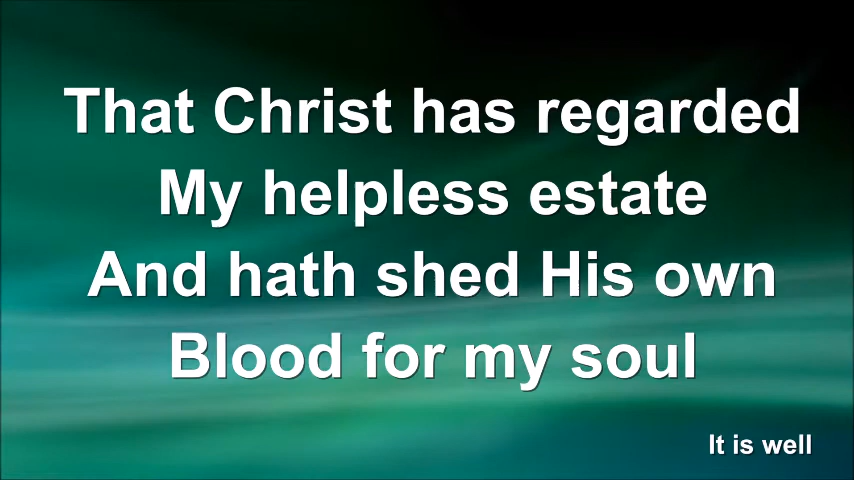 That Christ has regarded
My helpless estate
And hath shed His own
Blood for my soul
It is well